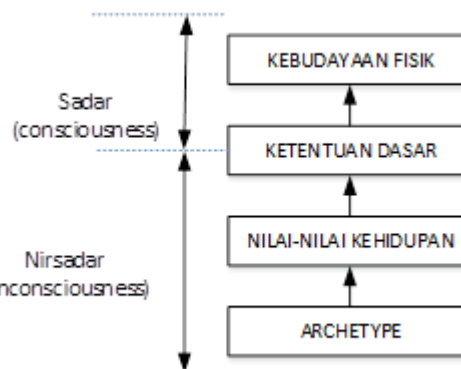 KEBUDAYAAN FISIK
Sadar
(consciousness)
KETENTUAN DASAR
NILAI-NILAI KEHIDUPAN
Nirsadar
nconsciousness)
ARCHETYPE